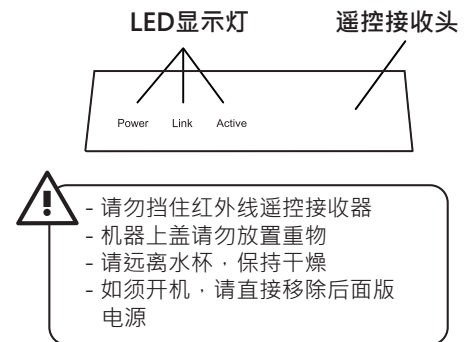 LED显示灯
遥控接收头
Power Link Active
- 请勿挡住红外线遥控接收器
- 机器上盖请勿放置重物
- 请远离水杯，保持干燥
- 如须开机，请直接移除后面版
电源